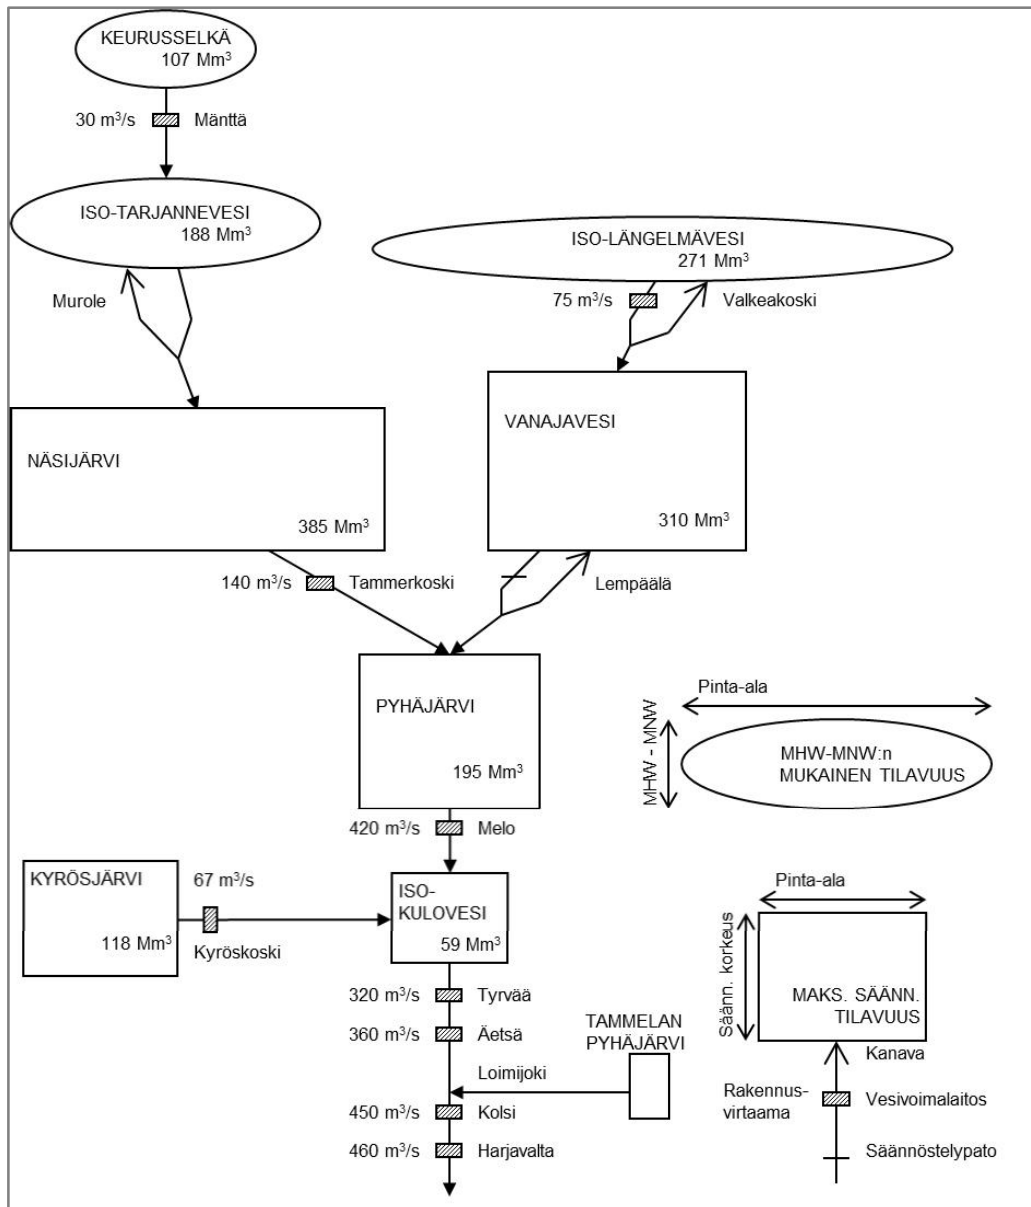 KEURUSSELKÄ
107 Mm³
30 m³/s Mänttä
ISO-TARJANNEVESI
188 Mm³
ISO-LÄNGELMÄVESI
271 Mm³
Murole
75 m³/s Valkeakoski
NÄSIJÄRVI
385 Mm³
VANAJAVESI
310 Mm³
140 m³/s Tammerkoski
Lempäälä
PYHÄJÄRVI
195 Mm³
Pinta-ala
MHW - MNW
MHW-MNW:n
MUKAINEN TILAVUUS
420 m³/s Melo
KYRÖSJÄRVI
118 Mm³
67 m³/s
Kyröskoski
ISO-
KULOVESI
59 Mm³
Pinta-ala
Säänn. korkeus
MAKS. SÄÄNN.
TILAVUUS
320 m³/s Tyrvää
360 m³/s Äetsä
TAMMELAN
PYHÄJÄRVI
Loimijoki
450 m³/s Kolsi
460 m³/s Harjavalta
Kanava
Rakennus-
virtaama
Vesivoimalaitos
Säännöstelypato